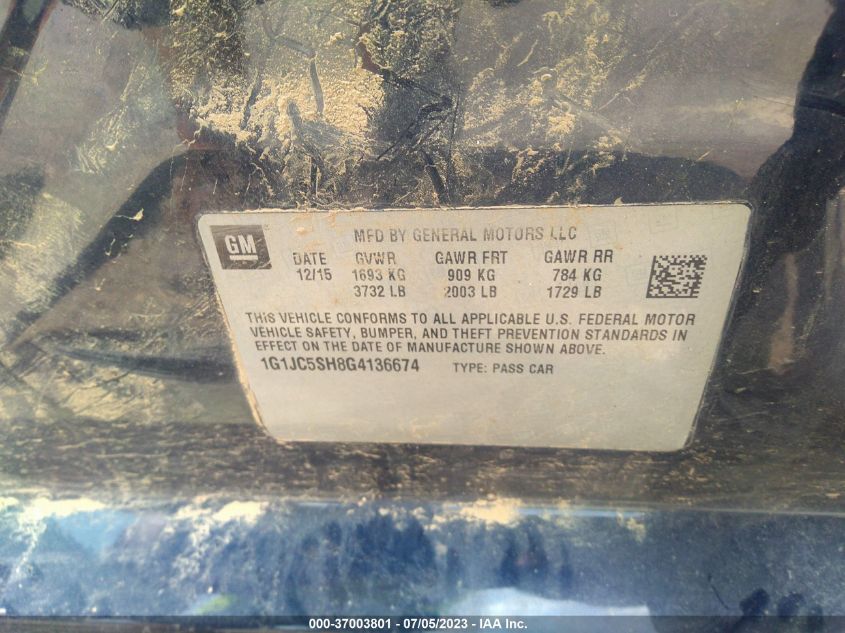 GM
MFD BY GENERAL MOTORS LLC
DATE GVWR GAWR FRT GAWR RR
12/15 1693 KG 909 KG 784 KG
3732 LB 2003 LB 1729 LB
THIS VEHICLE CONFORMS TO ALL APPLICABLE U.S. FEDERAL MOTOR
VEHICLE SAFETY, BUMPER, AND THEFT PREVENTION STANDARDS IN
EFFECT ON THE DATE OF MANUFACTURE SHOWN ABOVE.
1G1JC5SH8G4136674 TYPE: PASS CAR
000-37003801 - 07/05/2023 - IAA Inc.